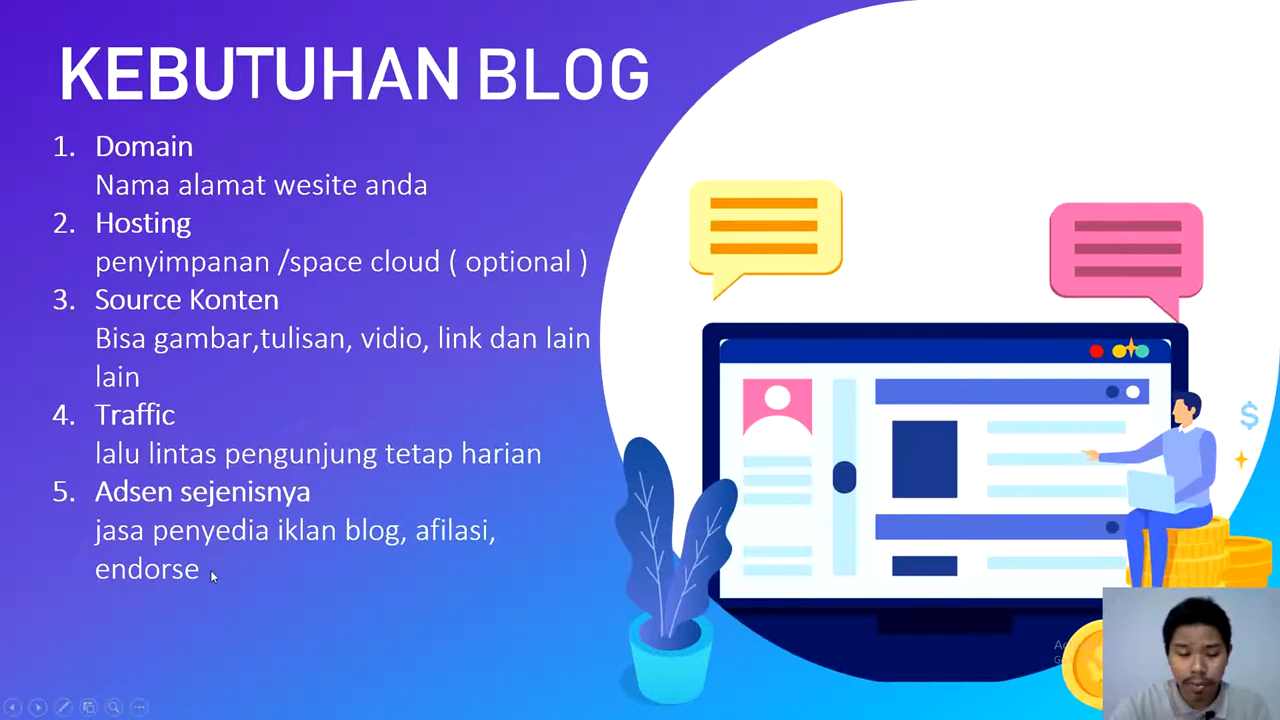 KEBUTUHAN BLOG
1. Domain
Nama alamat wesite anda
2. Hosting
penyimpanan /space cloud ( optional )
3. Source Konten
Bisa gambar,tulisan, vidio, link dan lain
lain
4. Traffic
lalu lintas pengunjung tetap harian
5. Adsen sejenisnya
jasa penyedia iklan blog, afilasi,
endorse
$